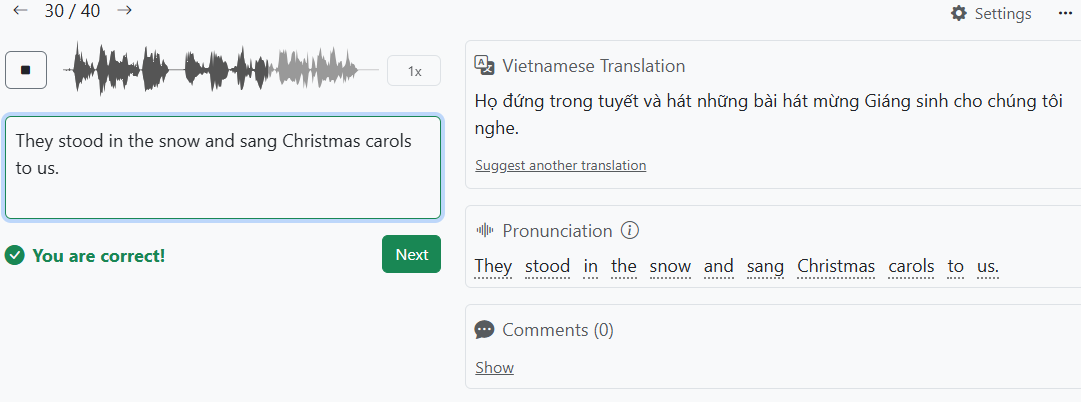 30 / 40
Settings
1x
They stood in the snow and sang Christmas carols
to us.
You are correct!
Next
Vietnamese Translation
Họ đứng trong tuyết và hát những bài hát mừng Giáng sinh cho chúng tôi
nghe.
Suggest another translation
Pronunciation
They stood in the snow and sang Christmas carols to us.
Comments (0)
Show